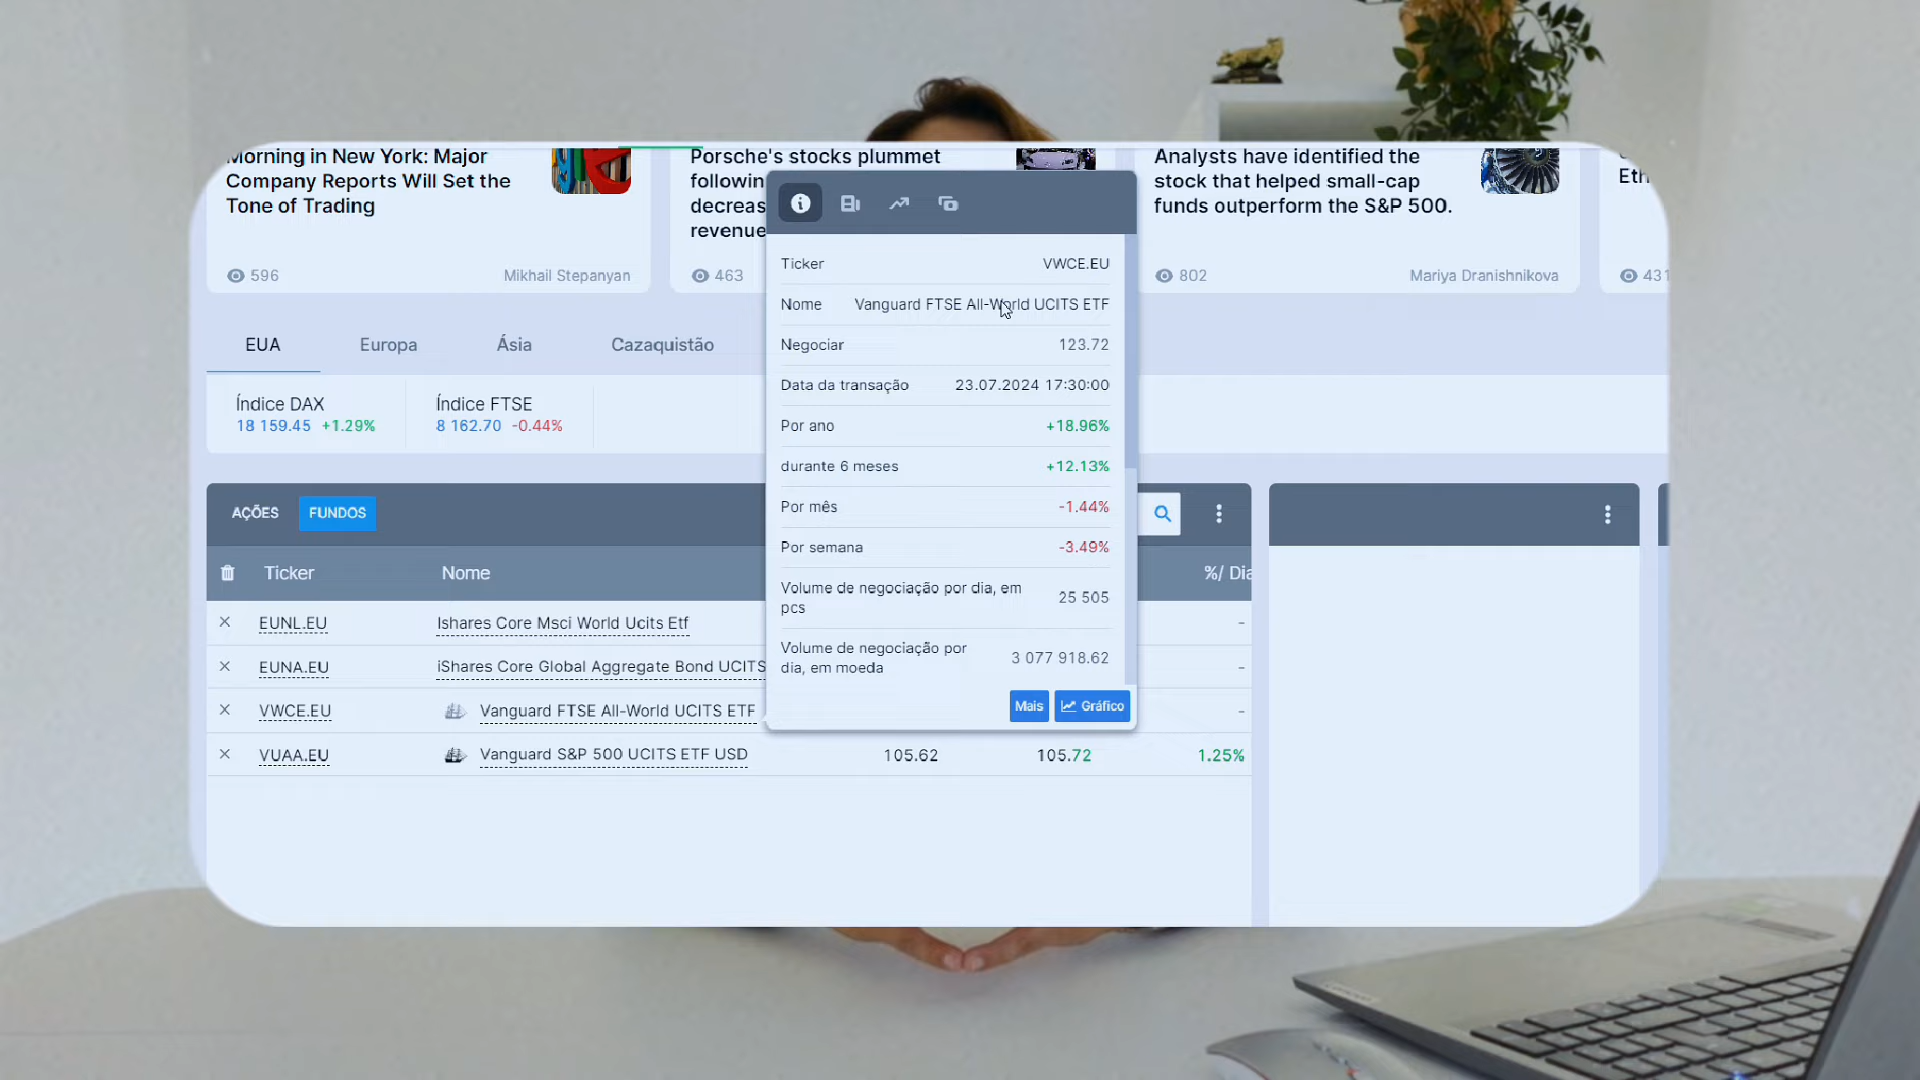 Morning in New York: Major
Company Reports Will Set the
Tone of Trading
596
Mikhail Stepanyan
Porsche's stocks plummet
followin
decreas
revenue
463
Analysts have identified the
stock that helped small-cap
funds outperform the S&P 500.
802
Mariya Dranishnikova
Eth
431
EUA
Europa
Ásia
Cazaquistão
Índice DAX
18 159.45 +1.29%
Índice FTSE
8 162.70 -0.44%
Ticker VWCE.EU
Nome Vanguard FTSE All-World UCITS ETF
Negociar 123.72
Data da transação 23.07.2024 17:30:00
Por ano +18.96%
durante 6 meses +12.13%
Por mês -1.44%
Por semana -3.49%
Volume de negociação por dia, em
pcs
25 505
Volume de negociação por
dia, em moeda
3 077 918.62
Mais
Gráfico
AÇÕES
FUNDOS
Ticker Nome %/ Dia
EUNL.EU Ishares Core Msci World Ucits Etf -
EUNA.EU iShares Core Global Aggregate Bond UCITS -
VWCE.EU Vanguard FTSE All-World UCITS ETF -
VUAA.EU Vanguard S&P 500 UCITS ETF USD 105.62 105.72 1.25%